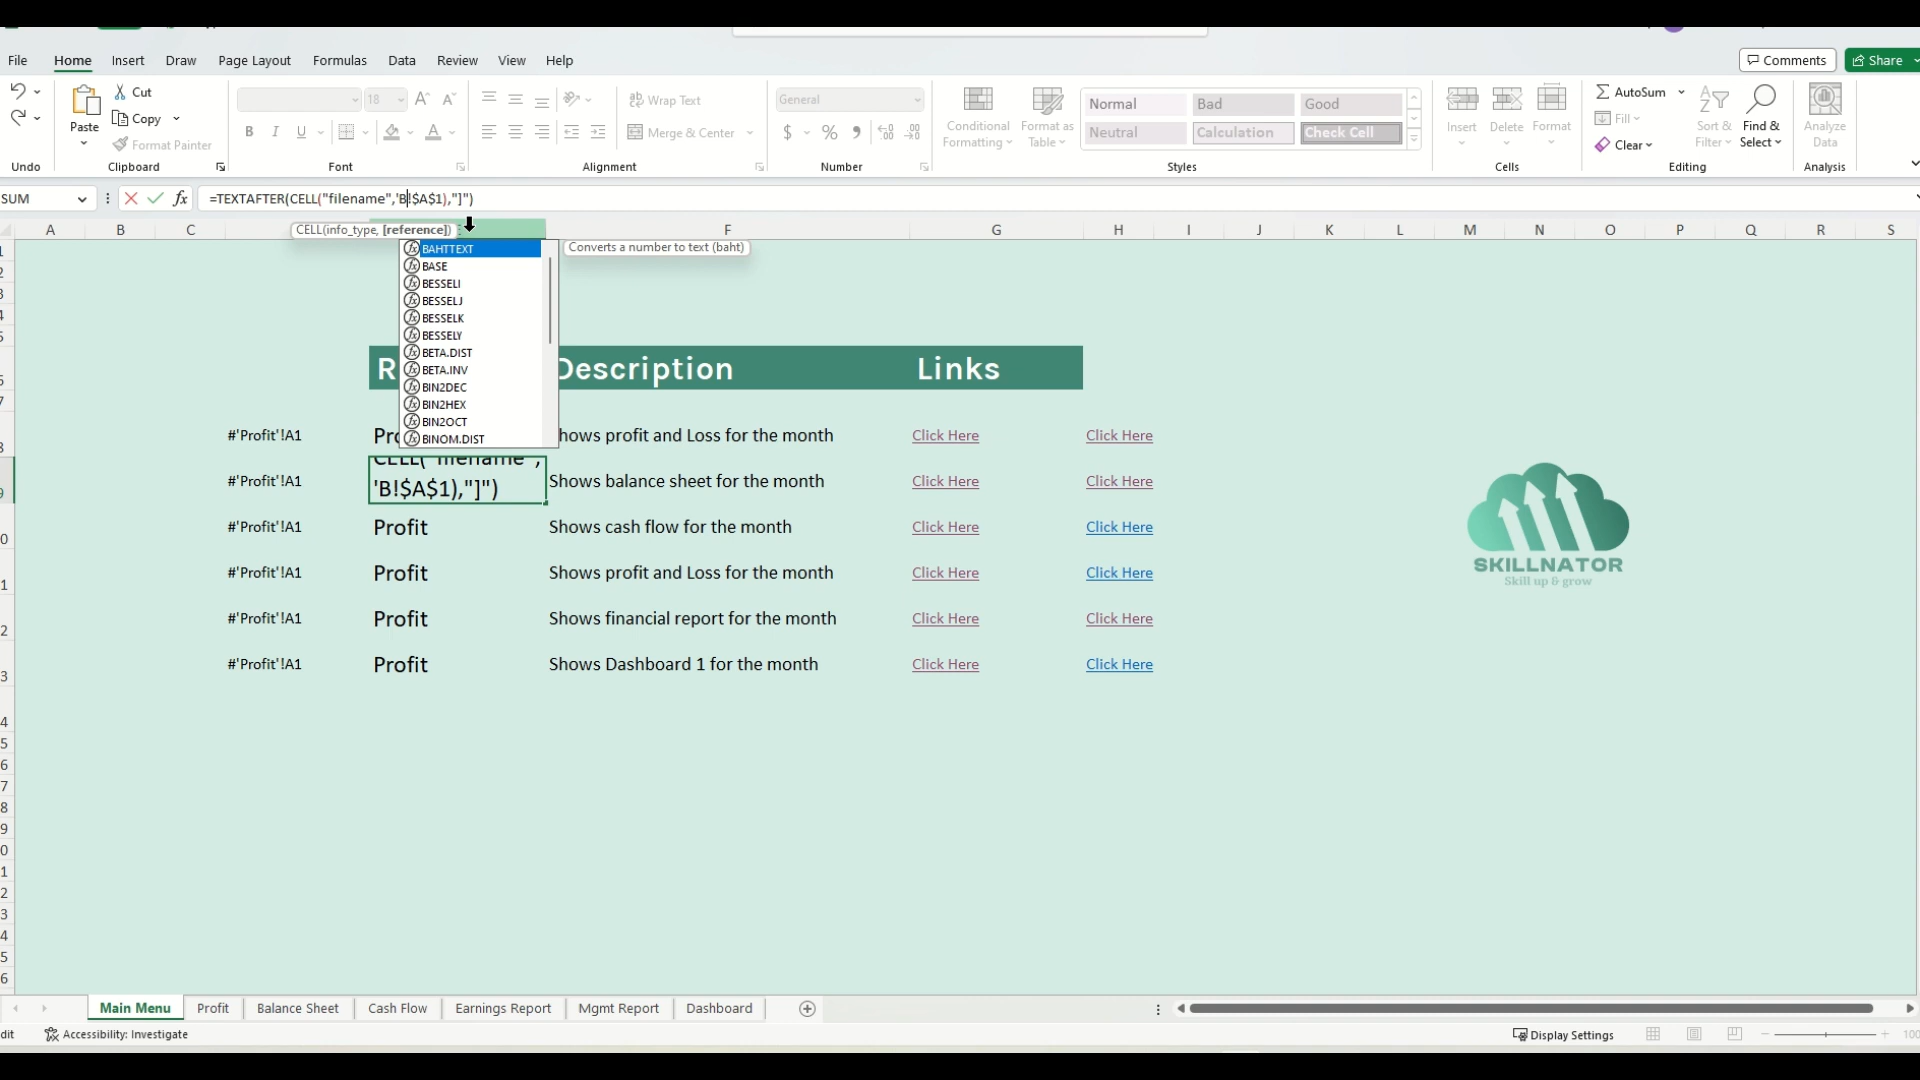 File Home Insert Draw Page Layout Formulas Data Review View Help Comments Share
Paste Cut Copy Format Painter
18
Wrap Text Merge & Center
General $ % 9
Conditional Formatting Format as Table
Normal Bad Good
Neutral Calculation Check Cell
Insert Delete Format
AutoSum Fill Clear
Sort & Filter Find & Select Analyze Data
Undo Clipboard Font Alignment Number Styles Cells Editing Analysis
SUM fx =TEXTAFTER(CELL("filename",'B!$A$1),"]")
CELL(info_type, [reference])
A B C F G H I J K L M N O P Q R S
BAHTTEXT Converts a number to text (baht)
BASE
BESSELI
BESSELJ
BESSELK
BESSELY
BETA.DIST
BETA.INV
BIN2DEC
BIN2HEX
BIN2OCT
BINOM.DIST
R Description Links
#'Profit'!A1 Pro hows profit and Loss for the month Click Here Click Here
CELL("filename",
#'Profit'!A1 'B!$A$1),"]") Shows balance sheet for the month Click Here Click Here
#'Profit'!A1 Profit Shows cash flow for the month Click Here Click Here
#'Profit'!A1 Profit Shows profit and Loss for the month Click Here Click Here
#'Profit'!A1 Profit Shows financial report for the month Click Here Click Here
#'Profit'!A1 Profit Shows Dashboard 1 for the month Click Here Click Here
SKILLNATOR
Skill up & grow
Main Menu Profit Balance Sheet Cash Flow Earnings Report Mgmt Report Dashboard
dit Accessibility: Investigate Display Settings 100